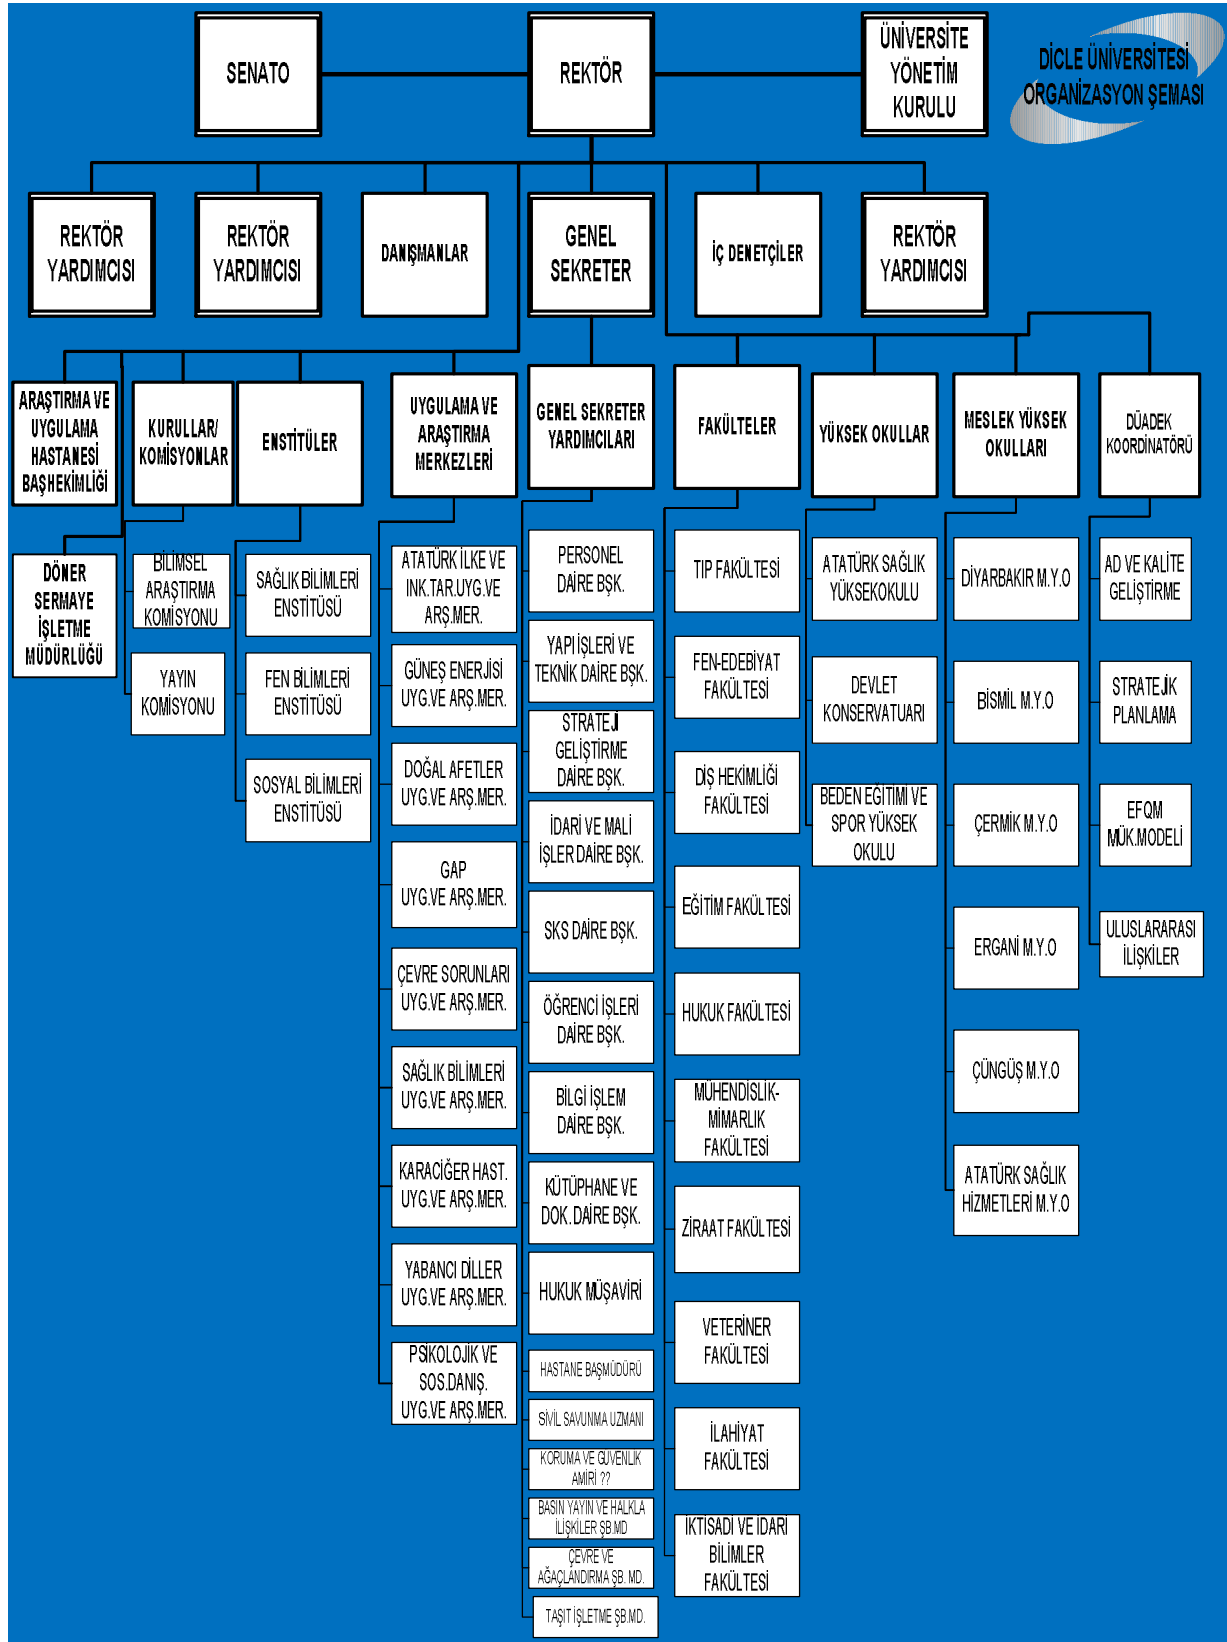 SENATO
REKTÖR
ÜNİVERSİTE
YÖNETİM
KURULU
DİCLE ÜNİVERSİTESİ
ORGANİZASYON ŞEMASI
REKTÖR
YARDIMCISI
REKTÖR
YARDIMCISI
DANIŞMANLAR
GENEL
SEKRETER
İÇ DENETÇİLER
REKTÖR
YARDIMCISI
ARAŞTIRMA VE
UYGULAMA
HASTANESİ
BAŞHEKİMLİĞİ
KURULLAR/
KOMİSYONLAR
ENSTİTÜLER
UYGULAMA VE
ARAŞTIRMA
MERKEZLERİ
GENEL SEKRETER
YARDIMCILARI
FAKÜLTELER
YÜKSEK OKULLAR
MESLEK YÜKSEK
OKULLARI
DÜADEK
KOORDİNATÖRÜ
DÖNER
SERMAYE
İŞLETME
MÜDÜRLÜĞÜ
BİLİMSEL
ARAŞTIRMA
KOMİSYONU
YAYIN
KOMİSYONU
SAĞLIK BİLİMLERİ
ENSTİTÜSÜ
FEN BİLİMLERİ
ENSTİTÜSÜ
SOSYAL BİLİMLERİ
ENSTİTÜSÜ
ATATÜRK İLKE VE
INK.TAR.UYG.VE
ARŞ.MER.
GÜNEŞ ENERJİSİ
UYG.VE ARŞ.MER.
DOĞAL AFETLER
UYG.VE ARŞ.MER.
GAP
UYG.VE ARŞ.MER.
ÇEVRE SORUNLARI
UYG.VE ARŞ.MER.
SAĞLIK BİLİMLERİ
UYG.VE ARŞ.MER.
KARACİĞER HAST.
UYG.VE ARŞ.MER.
YABANCI DİLLER
UYG.VE ARŞ.MER.
PSİKOLOJİK VE
SOS.DANIŞ.
UYG.VE ARŞ.MER.
PERSONEL
DAİRE BŞK.
YAPI İŞLERİ VE
TEKNİK DAİRE BŞK.
STRATEJİ
GELİŞTİRME
DAİRE BŞK.
İDARİ VE MALİ
İŞLER DAİRE BŞK.
SKS DAİRE BŞK.
ÖĞRENCİ İŞLERİ
DAİRE BŞK.
BİLGİ İŞLEM
DAİRE BŞK.
KÜTÜPHANE VE
DOK.DAİRE BŞK.
HUKUK MÜŞAVİRİ
HASTANE BAŞMÜDÜRÜ
SİVİL SAVUNMA UZMANI
KORUMA VE GÜVENLİK
AMİRİ ??
BASIN YAYIN VE HALKLA
İLİŞKİLER ŞB.MD
ÇEVRE VE
AĞAÇLANDIRMA ŞB. MD.
TAŞIT İŞLETME ŞB.MD.
TIP FAKÜLTESİ
FEN-EDEBİYAT
FAKÜLTESİ
DİŞ HEKİMLİĞİ
FAKÜLTESİ
EĞİTİM FAKÜLTESİ
HUKUK FAKÜLTESİ
MÜHENDİSLİK-
MİMARLIK
FAKÜLTESİ
ZİRAAT FAKÜLTESİ
VETERİNER
FAKÜLTESİ
İLAHİYAT
FAKÜLTESİ
İKTİSADİ VE İDARİ
BİLİMLER
FAKÜLTESİ
ATATÜRK SAĞLIK
YÜKSEKOKULU
DEVLET
KONSERVATUARI
BEDEN EĞİTİMİ VE
SPOR YÜKSEK
OKULU
DİYARBAKIR M.Y.O
BİSMİL M.Y.O
ÇERMİK M.Y.O
ERGANİ M.Y.O
ÇÜNGÜŞ M.Y.O
ATATÜRK SAĞLIK
HİZMETLERİ M.Y.O
AD VE KALİTE
GELİŞTİRME
STRATEJİK
PLANLAMA
EFQM
MÜK.MODELİ
ULUSLARARASI
İLİŞKİLER